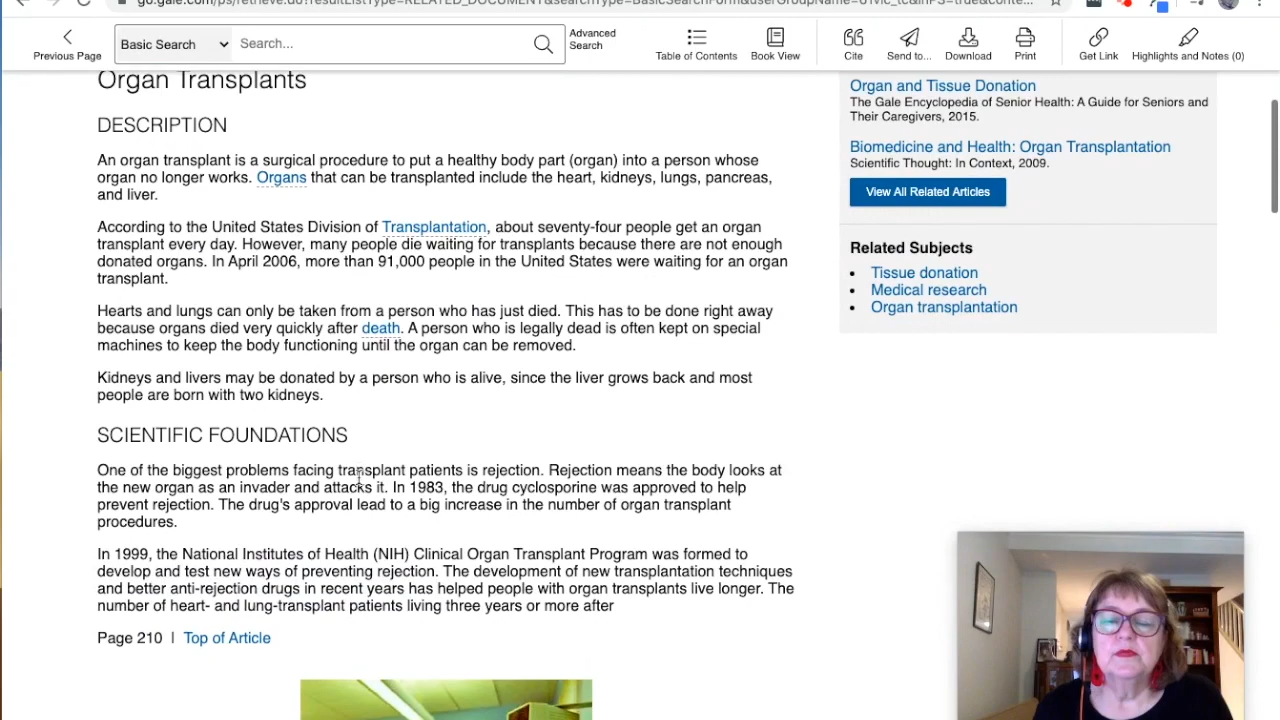 go.gale.com/ps/retrieve.do?resultListType=RELATED_DOCUMENT&searchType=BasicSearchForm&userGroupName=61vic_tc&inPS=true&conte...
Previous Page
Basic Search
Search...
Advanced
Search
Table of Contents
Book View
Cite
Send to...
Download
Print
Get Link
Highlights and Notes (0)
Organ Transplants
DESCRIPTION
An organ transplant is a surgical procedure to put a healthy body part (organ) into a person whose
organ no longer works. Organs that can be transplanted include the heart, kidneys, lungs, pancreas,
and liver.
According to the United States Division of Transplantation, about seventy-four people get an organ
transplant every day. However, many people die waiting for transplants because there are not enough
donated organs. In April 2006, more than 91,000 people in the United States were waiting for an organ
transplant.
Hearts and lungs can only be taken from a person who has just died. This has to be done right away
because organs died very quickly after death. A person who is legally dead is often kept on special
machines to keep the body functioning until the organ can be removed.
Kidneys and livers may be donated by a person who is alive, since the liver grows back and most
people are born with two kidneys.
SCIENTIFIC FOUNDATIONS
One of the biggest problems facing transplant patients is rejection. Rejection means the body looks at
the new organ as an invader and attacks it. In 1983, the drug cyclosporine was approved to help
prevent rejection. The drug's approval lead to a big increase in the number of organ transplant
procedures.
In 1999, the National Institutes of Health (NIH) Clinical Organ Transplant Program was formed to
develop and test new ways of preventing rejection. The development of new transplantation techniques
and better anti-rejection drugs in recent years has helped people with organ transplants live longer. The
number of heart- and lung-transplant patients living three years or more after
Page 210 | Top of Article
Organ and Tissue Donation
The Gale Encyclopedia of Senior Health: A Guide for Seniors and
Their Caregivers, 2015.
Biomedicine and Health: Organ Transplantation
Scientific Thought: In Context, 2009.
View All Related Articles
Related Subjects
• Tissue donation
• Medical research
• Organ transplantation